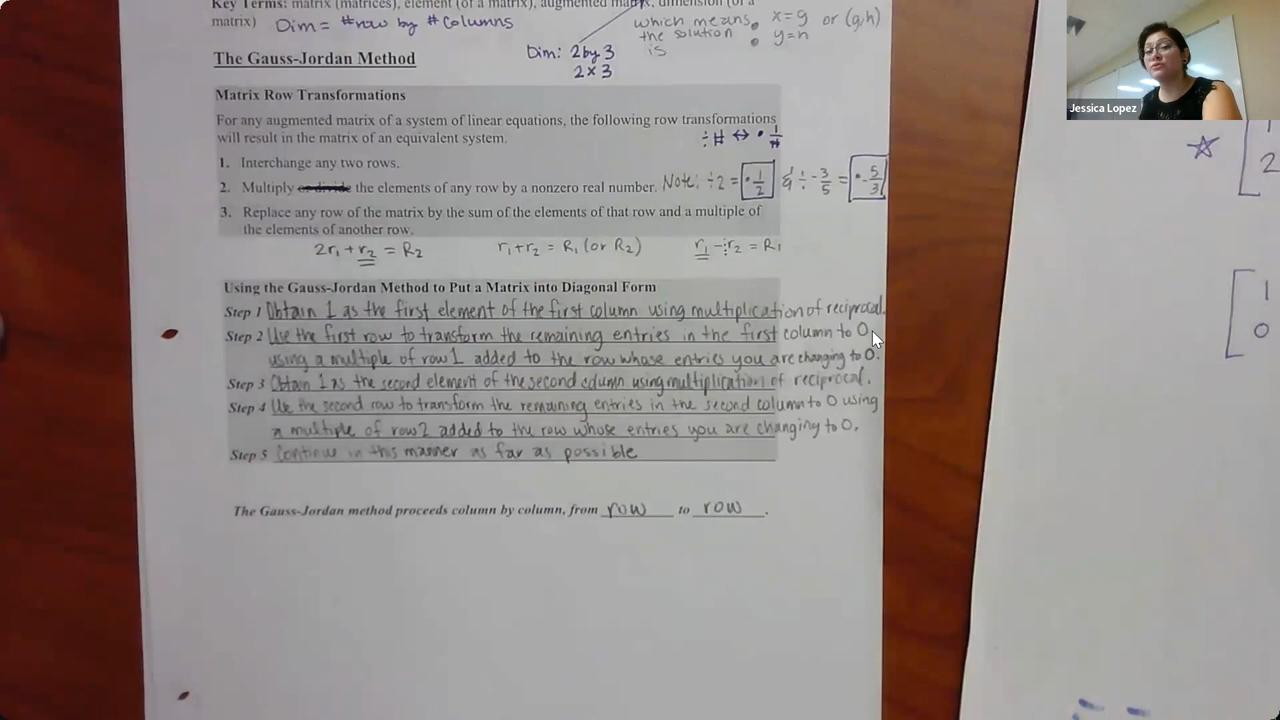 Key Terms: matrix (matrices), element (of a matrix), augmented matrix, dimension (of a
matrix) Dim = #row by # columns
which means
the solution
is
: x=g or (g,h)
y=h
Dim: 2 by 3
2 x 3
The Gauss-Jordan Method
Matrix Row Transformations
For any augmented matrix of a system of linear equations, the following row transformations
will result in the matrix of an equivalent system.
÷# ↔ • 1/#
1. Interchange any two rows.
2. Multiply or divide the elements of any row by a nonzero real number. Note: ÷2 = •1/2 & ÷ -3/5 = •-5/3
3. Replace any row of the matrix by the sum of the elements of that row and a multiple of
the elements of another row.
2r₁+r₂ = R₂ r₁+r₂ = R₁ (or R₂) r₁ - r₂ = R₁
Using the Gauss-Jordan Method to Put a Matrix into Diagonal Form
Step 1 Obtain 1 as the first element of the first column using multiplication of reciprocal.
Step 2 Use the first row to transform the remaining entries in the first column to 0
using a multiple of row 1 added to the row whose entries you are changing to 0.
Step 3 Obtain 1 as the second element of the second column using multiplication of reciprocal.
Step 4 Use the second row to transform the remaining entries in the second column to 0 using
a multiple of row 2 added to the row whose entries you are changing to 0.
Step 5 Continue in this manner as far as possible
The Gauss-Jordan method proceeds column by column, from row to row.
Jessica Lopez
2
1
0